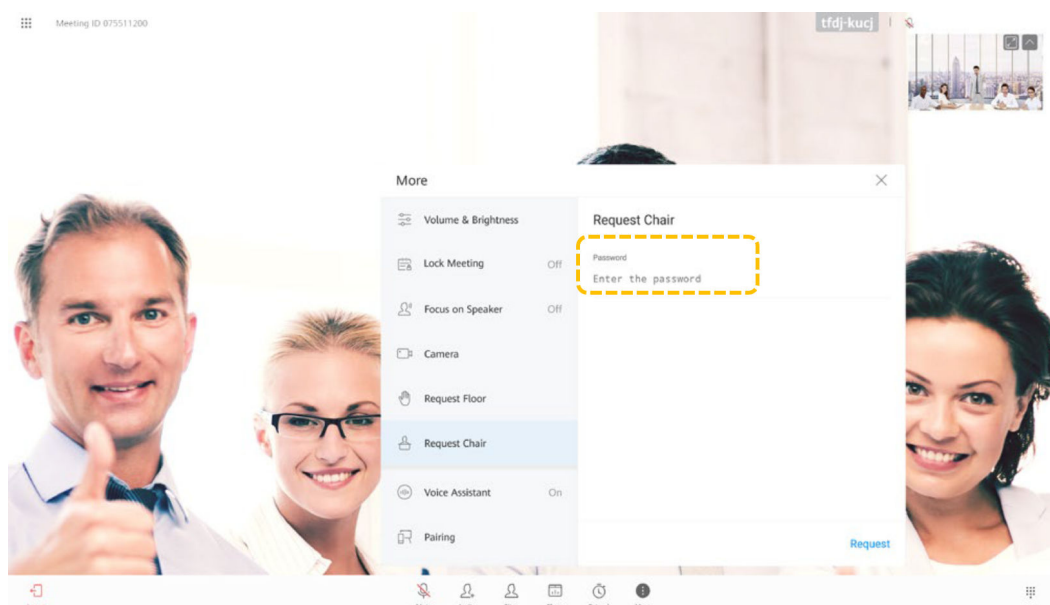 Meeting ID 075511200
tfdj-kucj
More
Volume & Brightness
Lock Meeting Off
Focus on Speaker Off
Camera
Request Floor
Request Chair
Voice Assistant On
Pairing
Request Chair
Password
Enter the password
Request